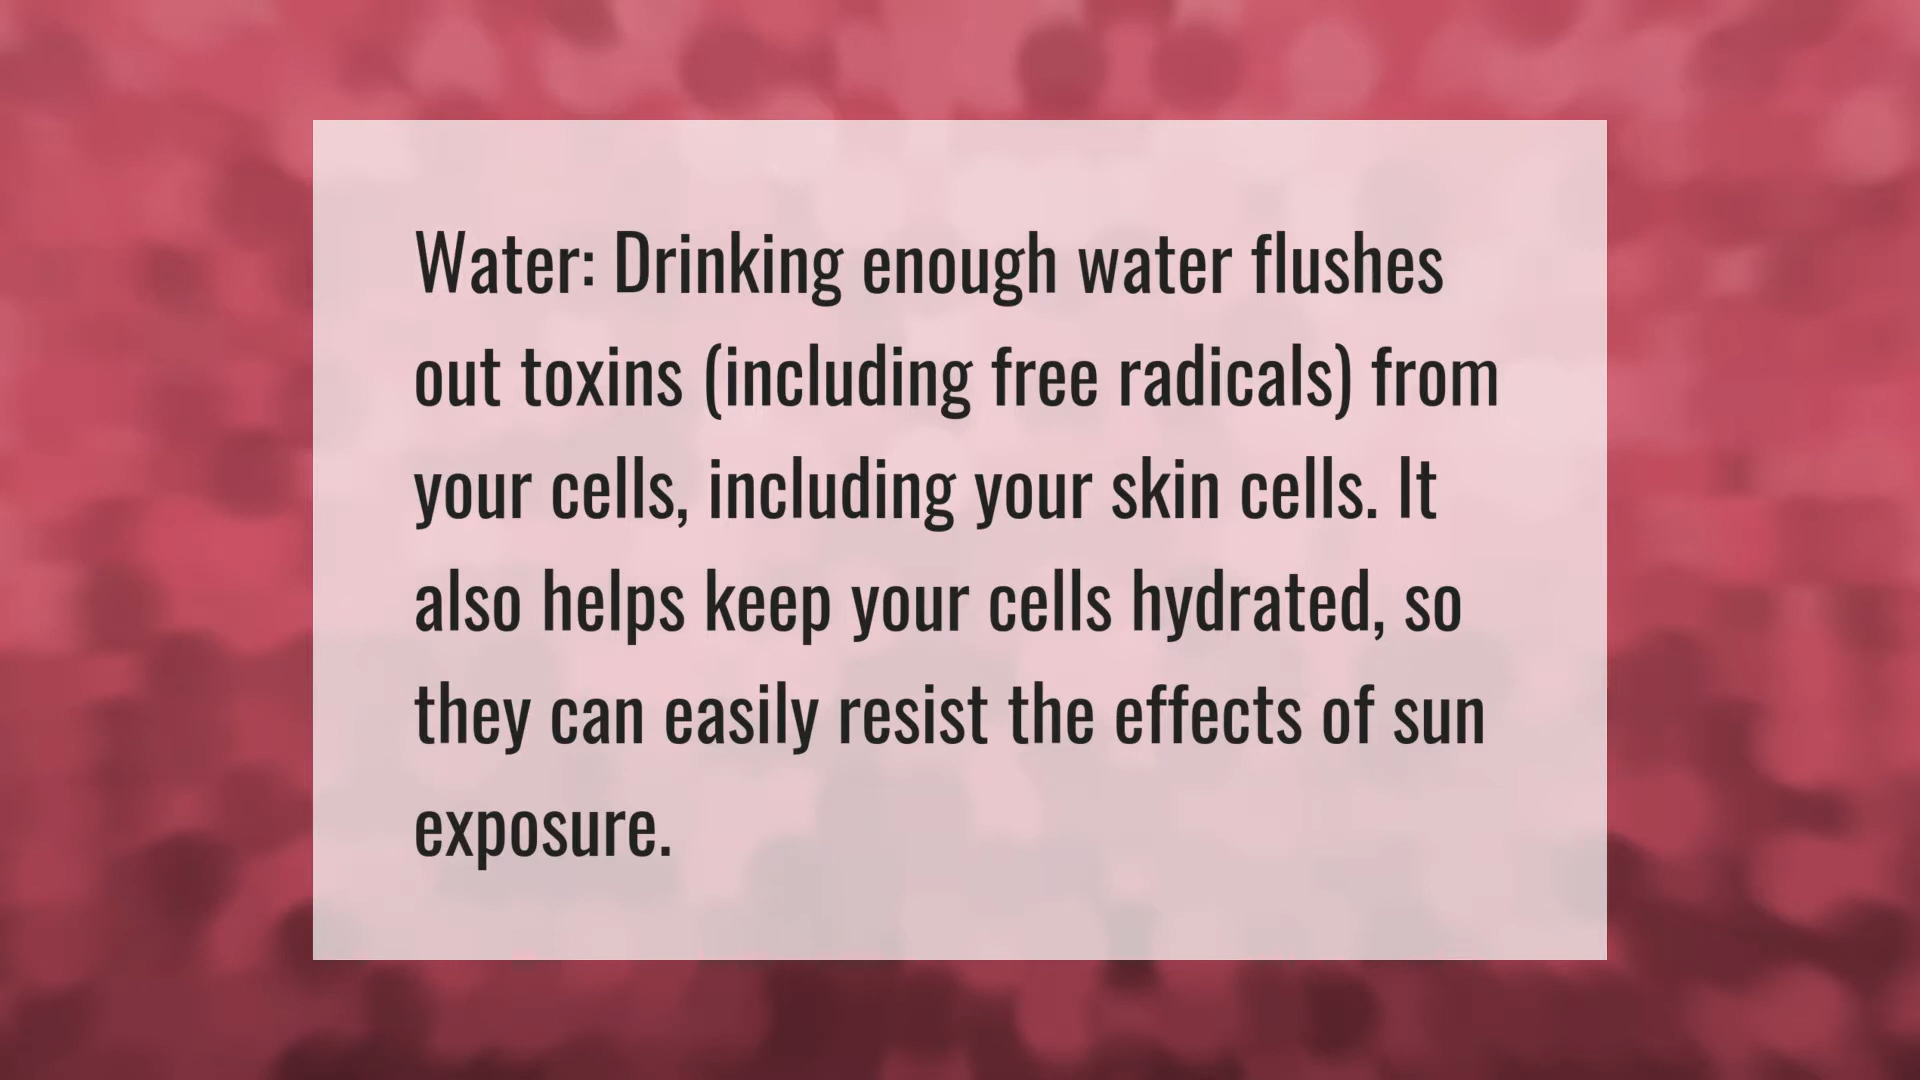 Water: Drinking enough water flushes
out toxins (including free radicals) from
your cells, including your skin cells. It
also helps keep your cells hydrated, so
they can easily resist the effects of sun
exposure.